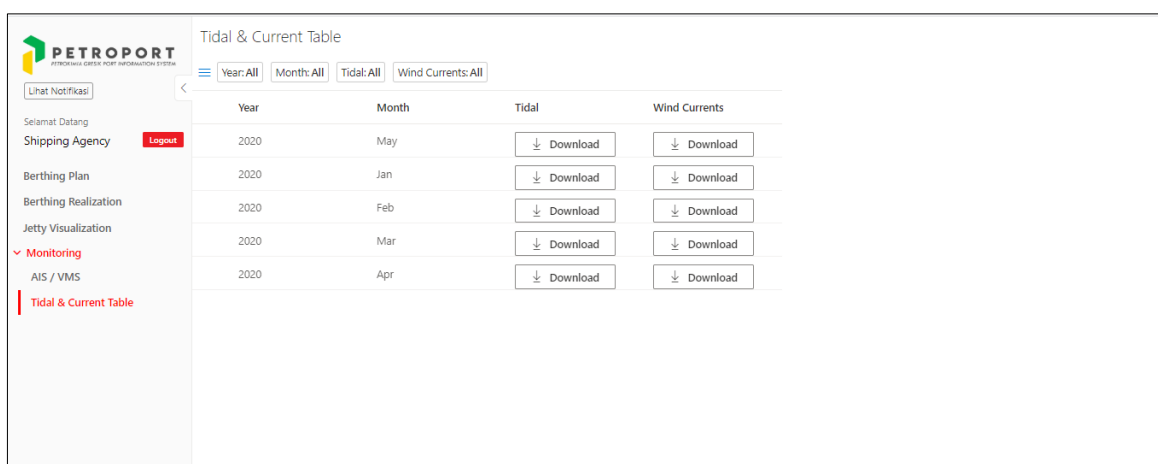 PETROPORT
PETROKIMIA GRESIK PORT INFORMATION SYSTEM
Lihat Notifikasi
Selamat Datang
Shipping Agency Logout
Berthing Plan
Berthing Realization
Jetty Visualization
Monitoring
AIS / VMS
Tidal & Current Table
Tidal & Current Table
Year: All Month: All Tidal: All Wind Currents: All
Year Month Tidal Wind Currents
2020 May Download Download
2020 Jan Download Download
2020 Feb Download Download
2020 Mar Download Download
2020 Apr Download Download